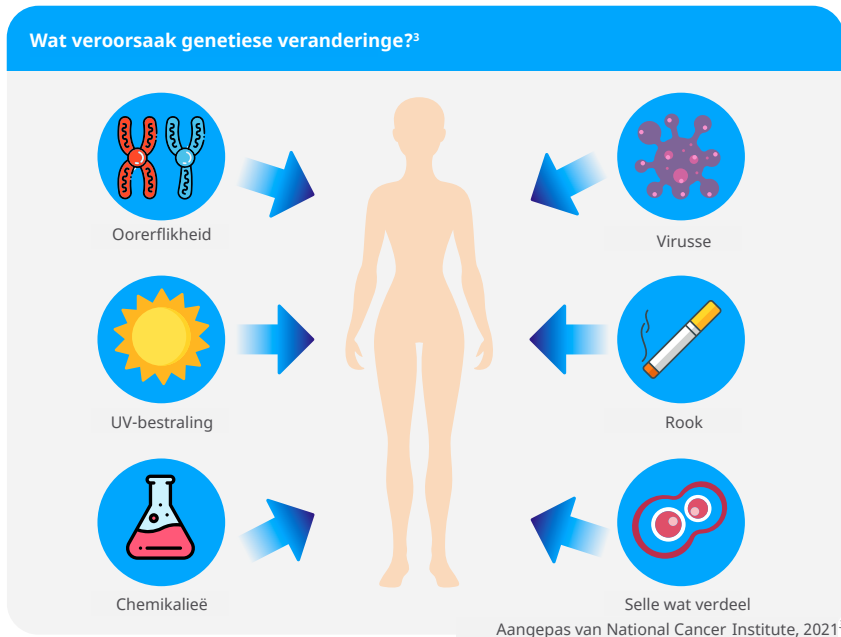 Wat veroorsaak genetiese veranderinge?³
Oorerflikheid
Virusse
UV-bestraling
Rook
Chemikalieë
Selle wat verdeel
Aangepas van National Cancer Institute, 2021